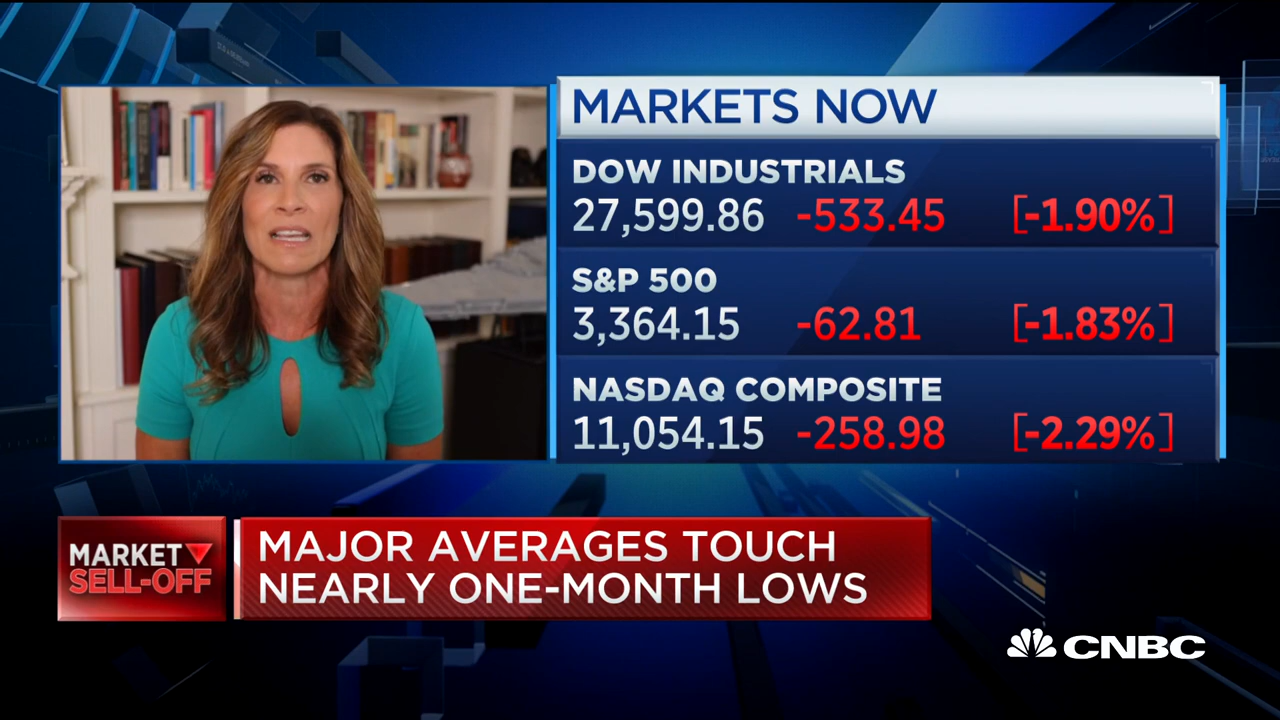 MARKETS NOW
DOW INDUSTRIALS
27,599.86 -533.45 [-1.90%]
S&P 500
3,364.15 -62.81 [-1.83%]
NASDAQ COMPOSITE
11,054.15 -258.98 [-2.29%]
MARKET
SELL-OFF
MAJOR AVERAGES TOUCH
NEARLY ONE-MONTH LOWS
CNBC